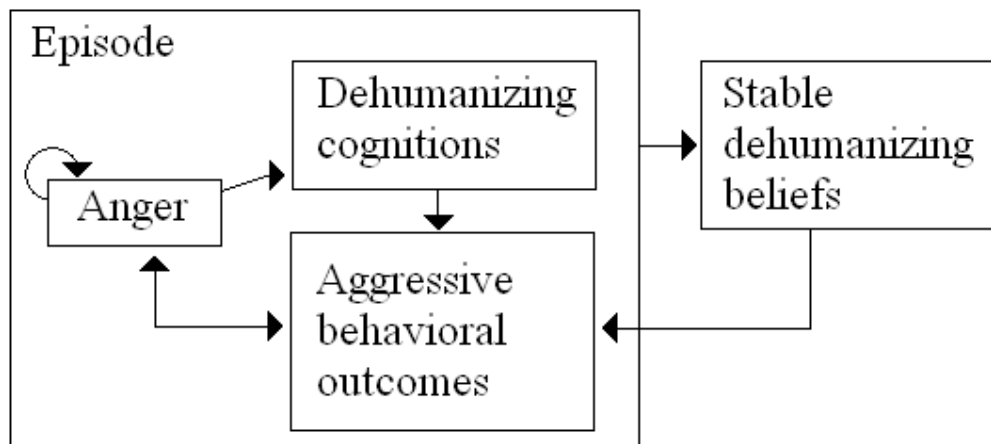 Episode
Dehumanizing
cognitions
Stable
dehumanizing
beliefs
Anger
Aggressive
behavioral
outcomes